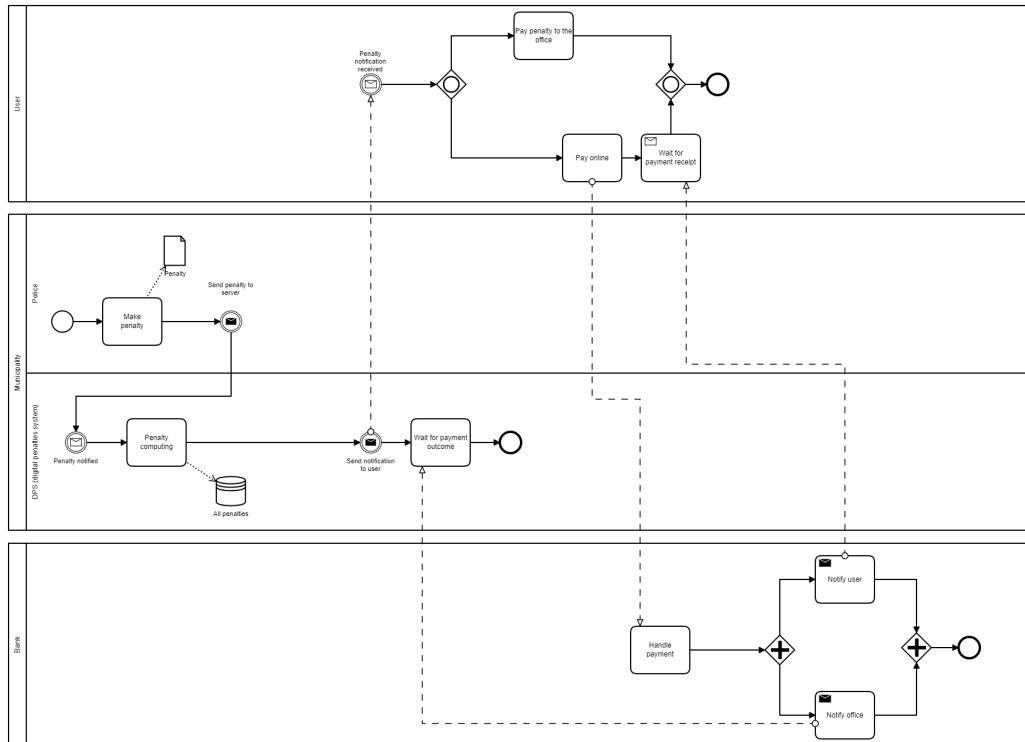 User
Penalty
notification
received
Pay penalty to the
office
Pay online
Wait for
payment receipt
Municipality
Police
Make
penalty
Penalty
Send penalty to
server
DPS (digital penalties system)
Penalty notified
Penalty
computing
All penalties
Send notification
to user
Wait for payment
outcome
Bank
Handle
payment
Notify user
Notify office